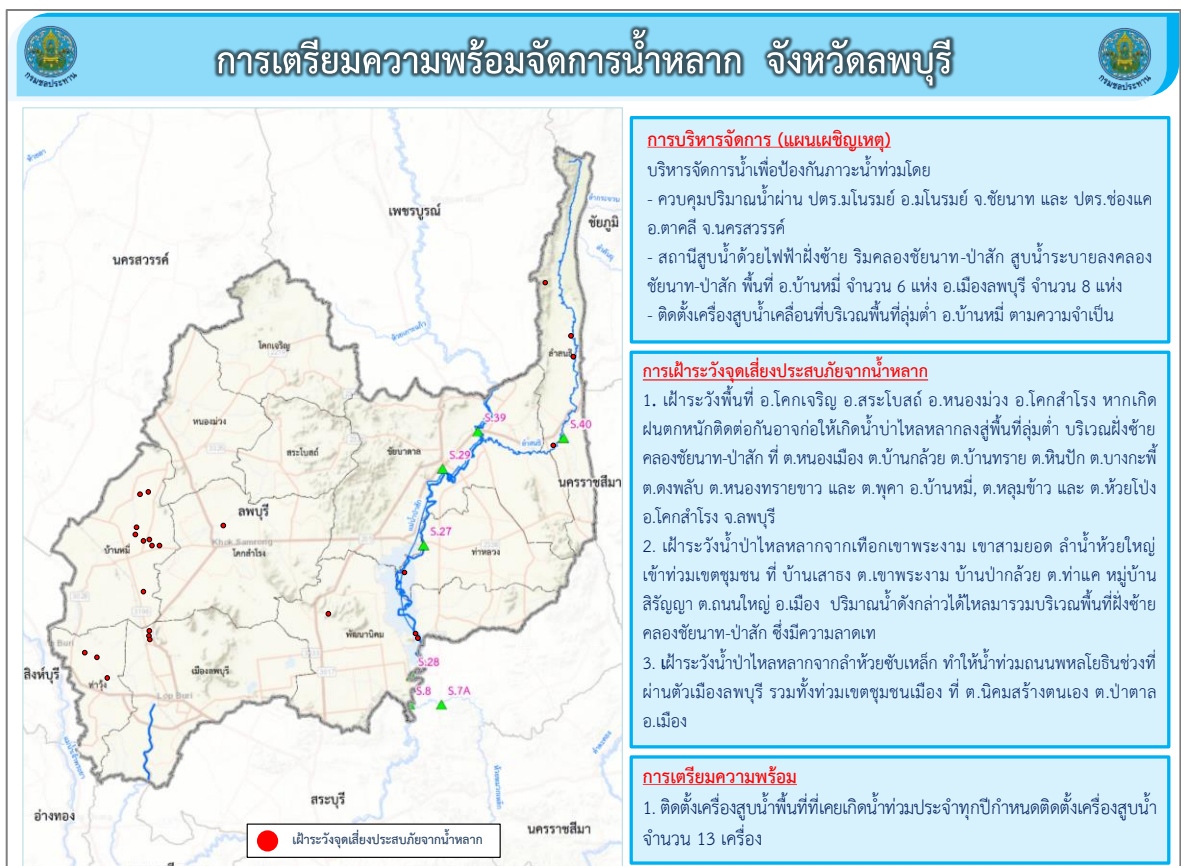 การเตรียมความพร้อมจัดการน้ำหลาก จังหวัดลพบุรี
กรมชลประทาน
กรมชลประทาน
การบริหารจัดการ (แผนเผชิญเหตุ)
บริหารจัดการน้ำเพื่อป้องกันภาวะน้ำท่วมโดย
- ควบคุมปริมาณน้ำผ่าน ปตร.มโนรมย์ อ.มโนรมย์ จ.ชัยนาท และ ปตร.ช่องแค
อ.ตาคลี จ.นครสวรรค์
- สถานีสูบน้ำด้วยไฟฟ้าฝั่งซ้าย ริมคลองชัยนาท-ป่าสัก สูบน้ำระบายลงคลอง
ชัยนาท-ป่าสัก พื้นที่ อ.บ้านหมี่ จำนวน 6 แห่ง อ.เมืองลพบุรี จำนวน 8 แห่ง
- ติดตั้งเครื่องสูบน้ำเคลื่อนที่บริเวณพื้นที่ลุ่มต่ำ อ.บ้านหมี่ ตามความจำเป็น
การเฝ้าระวังจุดเสี่ยงประสบภัยจากน้ำหลาก
1. เฝ้าระวังพื้นที่ อ.โคกเจริญ อ.สระโบสถ์ อ.หนองม่วง อ.โคกสำโรง หากเกิด
ฝนตกหนักติดต่อกันอาจก่อให้เกิดน้ำป่าไหลหลากลงสู่พื้นที่ลุ่มต่ำ บริเวณฝั่งซ้าย
คลองชัยนาท-ป่าสัก ที่ ต.หนองเมือง ต.บ้านกล้วย ต.บ้านทราย ต.หินปัก ต.บางกะพี้
ต.ดงพลับ ต.หนองทรายขาว และ ต.พุคา อ.บ้านหมี่, ต.หลุมข้าว และ ต.ห้วยโป่ง
อ.โคกสำโรง จ.ลพบุรี
2. เฝ้าระวังน้ำป่าไหลหลากจากเทือกเขาพระงาม เขาสามยอด ลำน้ำห้วยใหญ่
เข้าท่วมเขตชุมชน ที่ บ้านเสาธง ต.เขาพระงาม บ้านป่ากล้วย ต.ท่าแค หมู่บ้าน
สิรัญญา ต.ถนนใหญ่ อ.เมือง ปริมาณน้ำดังกล่าวได้ไหลมารวมบริเวณพื้นที่ฝั่งซ้าย
คลองชัยนาท-ป่าสัก ซึ่งมีความลาดเท
3. เฝ้าระวังน้ำป่าไหลหลากจากลำห้วยซับเหล็ก ทำให้น้ำท่วมถนนพหลโยธินช่วงที่
ผ่านตัวเมืองลพบุรี รวมทั้งท่วมเขตชุมชนเมือง ที่ ต.นิคมสร้างตนเอง ต.ป่าตาล
อ.เมือง
การเตรียมความพร้อม
1. ติดตั้งเครื่องสูบน้ำพื้นที่ที่เคยเกิดน้ำท่วมประจำทุกปีกำหนดติดตั้งเครื่องสูบน้ำ
จำนวน 13 เครื่อง
เพชรบูรณ์
ชัยภูมิ
นครสวรรค์
โคกเจริญ
ลำสนธิ
หนองม่วง
S.39
S.40
สระโบสถ์
ชัยบาดาล
ลำสนธิ
S.29
นครราชสีมา
แม่น้ำป่าสัก
ลพบุรี
S.27
บ้านหมี่
Khok Samrong
โคกสำโรง
ท่าหลวง
พัฒนานิคม
สิงห์บุรี
เมืองลพบุรี
S.28
ท่าวุ้ง
Lop Buri
S.8
S.7A
แม่น้ำเจ้าพระยา
สระบุรี
อ่างทอง
นครราชสีมา
เฝ้าระวังจุดเสี่ยงประสบภัยจากน้ำหลาก